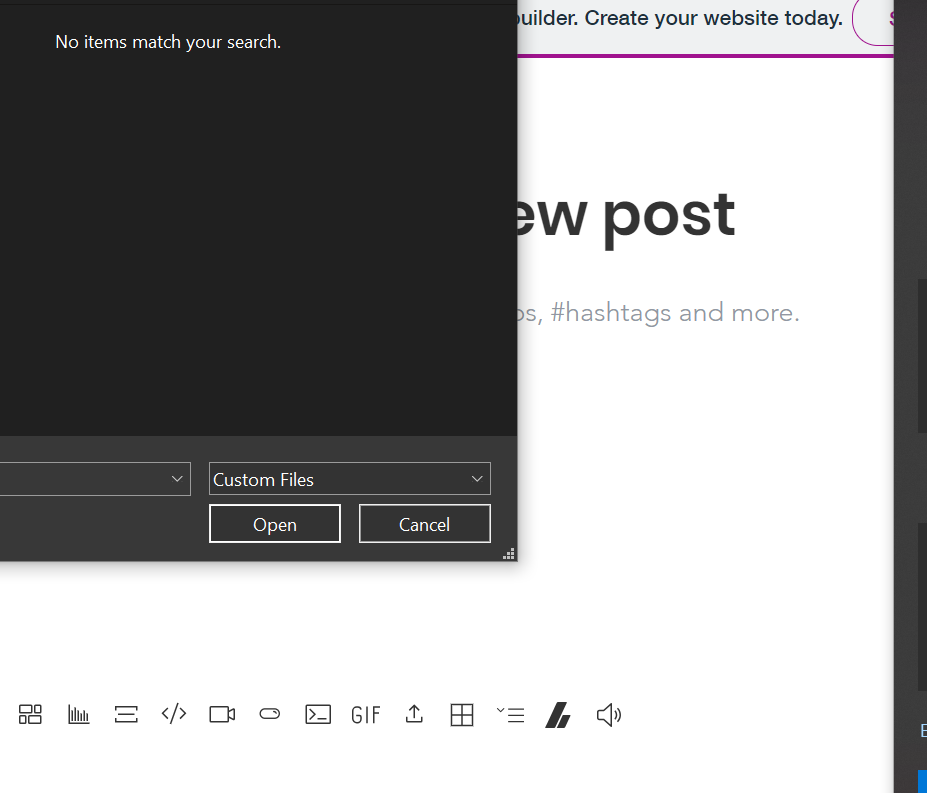 No items match your search.
builder. Create your website today.
ew post
os, #hashtags and more.
Custom Files
Open
Cancel
GIF